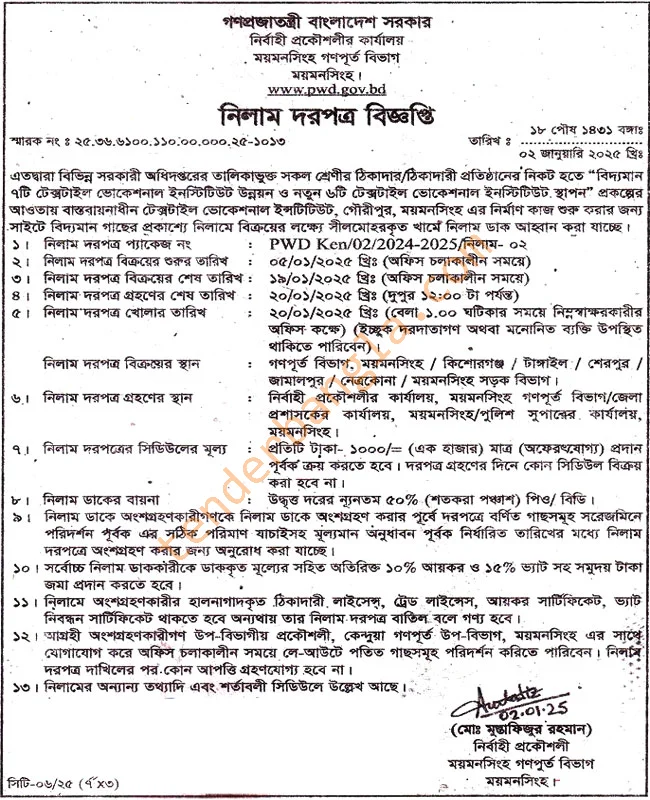 গণপ্রজাতন্ত্রী বাংলাদেশ সরকার
নির্বাহী প্রকৌশলীর কার্যালয়
ময়মনসিংহ গণপূর্ত বিভাগ
ময়মনসিংহ।
www.pwd.gov.bd
নিলাম দরপত্র বিজ্ঞপ্তি
স্মারক নং ঃ ২৫.৩৬.৬১০০.১১০.০০.০০০.২৫-১০১৩
১৮ পৌষ ১৪৩১ বঙ্গাঃ
তারিখ ঃ
০২ জানুয়ারি ২০২৫ খ্রিঃ
এতদ্বারা বিভিন্ন সরকারী অধিদপ্তরের তালিকাভুক্ত সকল শ্রেণীর ঠিকাদার/ঠিকাদারী প্রতিষ্ঠানের নিকট হতে “বিদ্যমান
৭টি টেক্সটাইল ভোকেশনাল ইনস্টিটিউট উন্নয়ন ও নতুন ৬টি টেক্সটাইল ভোকেশনাল ইনস্টিটিউট স্থাপন” প্রকল্পের
আওতায় বাস্তবায়নাধীন টেক্সটাইল ভোকেশনাল ইন্সটিটিউট, গৌরীপুর, ময়মনসিংহ এর নির্মাণ কাজ শুরু করার জন্য
সাইটে বিদ্যমান গাছের প্রকাশ্যে নিলামে বিক্রয়ের লক্ষ্যে সীলমোহরকৃত খামে নিলাম ডাক আহবান করা যাচ্ছে।
১। নিলাম দরপত্র প্যাকেজ নং : PWD Ken/02/2024-2025/নিলাম- ০২
২। নিলাম দরপত্র বিক্রয়ের শুরুর তারিখ : ০৫/০১/২০২৫ খ্রিঃ (অফিস চলাকালীন সময়ে)
৩। নিলাম দরপত্র বিক্রয়ের শেষ তারিখ : ১৯/০১/২০২৫ খ্রিঃ (অফিস চলাকালীন সময়ে)
৪। নিলাম দরপত্র গ্রহণের শেষ তারিখ : ২০/০১/২০২৫ খ্রিঃ (দুপুর ১২:০০ টা পর্যন্ত)
৫। নিলাম দরপত্র খোলার তারিখ : ২০/০১/২০২৫ খ্রিঃ (বেলা ১.০০ ঘটিকার সময়ে নিম্নস্বাক্ষরকারীর
অফিস কক্ষে) (ইচ্ছুক দরদাতাগণ অথবা মনোনিত ব্যক্তি উপস্থিত
থাকিতে পারিবেন)।
নিলাম দরপত্র বিক্রয়ের স্থান : গণপূর্ত বিভাগ, ময়মনসিংহ / কিশোরগঞ্জ / টাঙ্গাইল / শেরপুর /
জামালপুর / নেত্রকোনা / ময়মনসিংহ সড়ক বিভাগ।
৬। নিলাম দরপত্র গ্রহণের স্থান : নির্বাহী প্রকৌশলীর কার্যালয়, ময়মনসিংহ গণপূর্ত বিভাগ/জেলা
প্রশাসকের কার্যালয়, ময়মনসিংহ/পুলিশ সুপারের কার্যালয়,
ময়মনসিংহ।
৭। নিলাম দরপত্রের সিডিউলের মূল্য : প্রতিটি টাকা- ১০০০/= (এক হাজার) মাত্র (অফেরৎযোগ্য) প্রদান
পূর্বক ক্রয় করতে হবে। দরপত্র গ্রহণের দিনে কোন সিডিউল বিক্রয়
করা হবে না।
৮। নিলাম ডাকের বায়না : উদ্ধৃত্ত দরের ন্যূনতম ৫০% (শতকরা পঞ্চাশ) পিও/ বিডি।
৯। নিলাম ডাকে অংশগ্রহণকারীগণকে নিলাম ডাকে অংশগ্রহণ করার পূর্বে দরপত্রে বর্ণিত গাছসমূহ সরেজমিনে
পরিদর্শন পূর্বক এর সঠিক পরিমাণ যাচাইসহ মূল্যমান অনুধাবন পূর্বক নির্ধারিত তারিখের মধ্যে নিলাম
দরপত্রে অংশগ্রহণ করার জন্য অনুরোধ করা যাচ্ছে।
১০। সর্বোচ্চ নিলাম ডাককারীকে ডাককৃত মূল্যের সহিত অতিরিক্ত ১০% আয়কর ও ১৫% ভ্যাট সহ সমুদয় টাকা
জমা প্রদান করতে হবে।
১১। নিলামে অংশগ্রহণকারীর হালনাগাদকৃত ঠিকাদারী লাইসেন্স, ট্রেড লাইন্সেস, আয়কর সার্টিফিকেট, ভ্যাট
নিবন্ধন সার্টিফিকেট থাকতে হবে অন্যথায় তার নিলাম দরপত্র বাতিল বলে গণ্য হবে।
১২। আগ্রহী অংশগ্রহণকারীগণ উপ-বিভাগীয় প্রকৌশলী, কেন্দুয়া গণপূর্ত উপ-বিভাগ, ময়মনসিংহ এর সাথে
যোগাযোগ করে অফিস চলাকালীন সময়ে লে-আউটে পতিত গাছসমূহ পরিদর্শন করিতে পারিবেন। নিলাম
দরপত্র দাখিলের পর কোন আপত্তি গ্রহণযোগ্য হবে না।
১৩। নিলামের অন্যান্য তথ্যাদি এবং শর্তাবলী সিডিউলে উল্লেখ আছে।
02.01.25
(মোঃ মুস্তাফিজুর রহমান)
নির্বাহী প্রকৌশলী
ময়মনসিংহ গণপূর্ত বিভাগ
ময়মনসিংহ।
সিটি-০৬/২৫ (৭"x৩)
tenderbangla.com